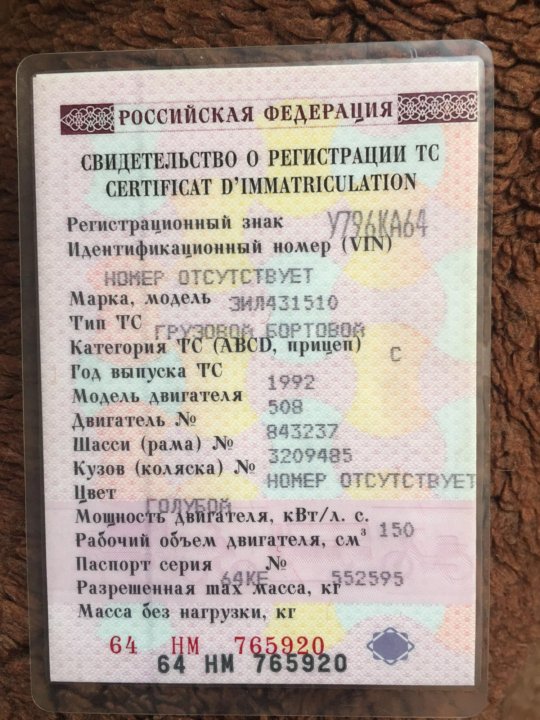 РОССИЙСКАЯ ФЕДЕРАЦИЯ
СВИДЕТЕЛЬСТВО О РЕГИСТРАЦИИ ТС
CERTIFICAT D'IMMATRICULATION
Регистрационный знак У796КА64
Идентификационный номер (VIN)
НОМЕР ОТСУТСТВУЕТ
Марка, модель ЗИЛ431510
Тип ТС
ГРУЗОВОЙ БОРТОВОЙ
Категория ТС (ABCD, прицеп) C
Год выпуска ТС 1992
Модель двигателя 508
Двигатель № 843237
Шасси (рама) № 3209485
Кузов (коляска) № НОМЕР ОТСУТСТВУЕТ
Цвет
ГОЛУБОЙ
Мощность двигателя, кВт/л. с. 150
Рабочий объем двигателя, см³
Паспорт серия №
64КЕ 552595
Разрешенная max масса, кг
Масса без нагрузки, кг
64 НМ 765920
64 НМ 765920